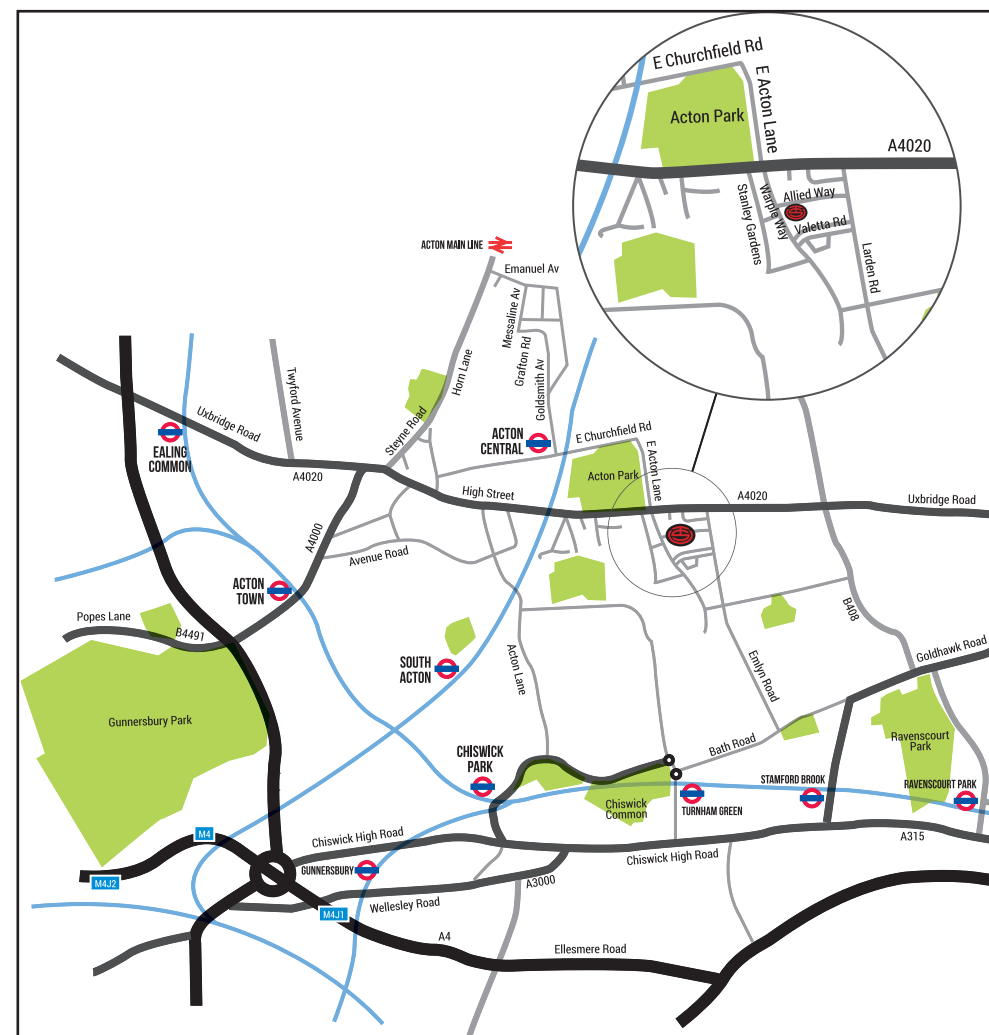 E Churchfield Rd
Acton Park
E Acton Lane
A4020
Stanley Gardens
Warple Way
Allied Way
Valetta Rd
Larden Rd
ACTON MAIN LINE
Emanuel Av
Messaline Av
Grafton Rd
Goldsmith Av
Horn Lane
Steyne Road
Twyford Avenue
Uxbridge Road
EALING
COMMON
A4020
ACTON
CENTRAL
E Churchfield Rd
E Acton Lane
Acton Park
High Street
A4020
Uxbridge Road
A4000
Avenue Road
ACTON
TOWN
Popes Lane
B4491
B408
Goldhawk Road
SOUTH
ACTON
Acton Lane
Emlyn Road
Gunnersbury Park
Bath Road
Ravenscourt
Park
CHISWICK
PARK
STAMFORD BROOK
RAVENSCOURT PARK
Chiswick
Common
TURNHAM GREEN
M4
Chiswick High Road
Chiswick High Road
A315
GUNNERSBURY
M4J2
A3000
Wellesley Road
M4J1
A4
Ellesmere Road